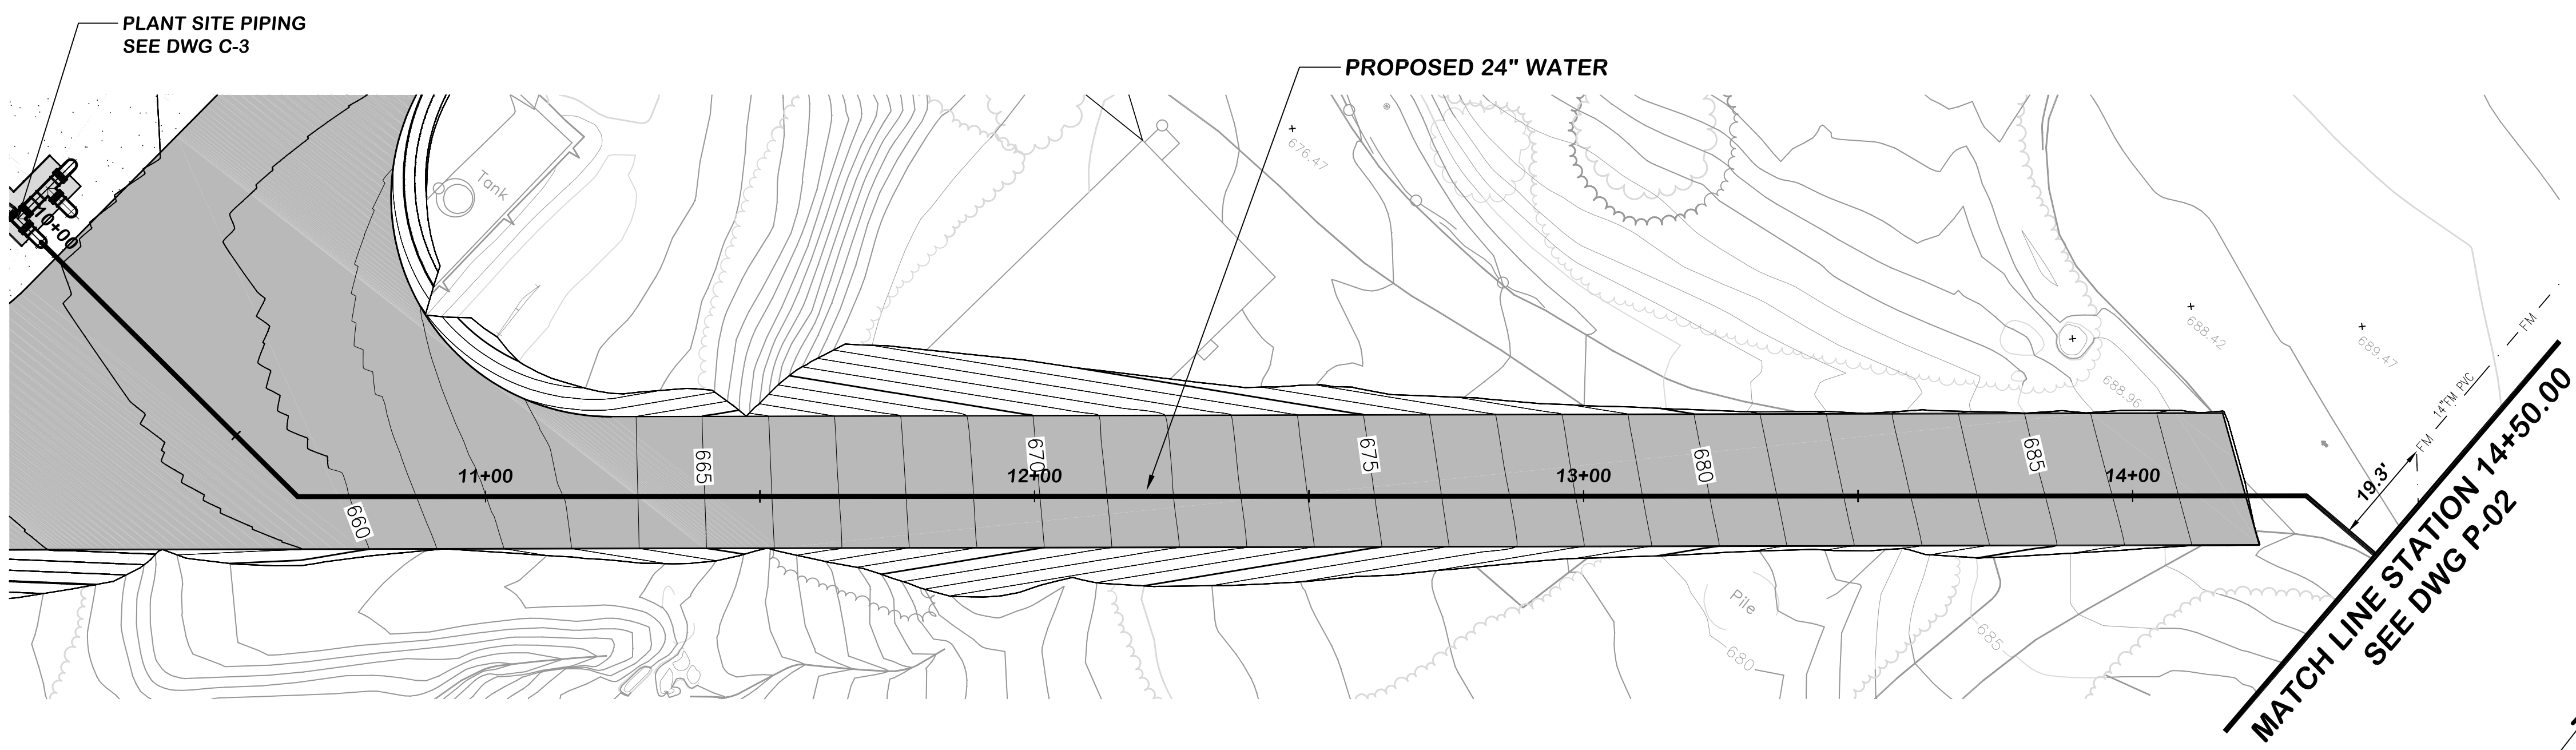 PLANT SITE PIPING
SEE DWG C-3
PROPOSED 24" WATER
676.47
Tank
10+00
688.42
689.47
FM
688.96
14"FM PVC
FM
19.3'
660
11+00
665
670
12+00
675
13+00
680
685
14+00
Pile
680
685
MATCH LINE STATION 14+50.00
SEE DWG P-02